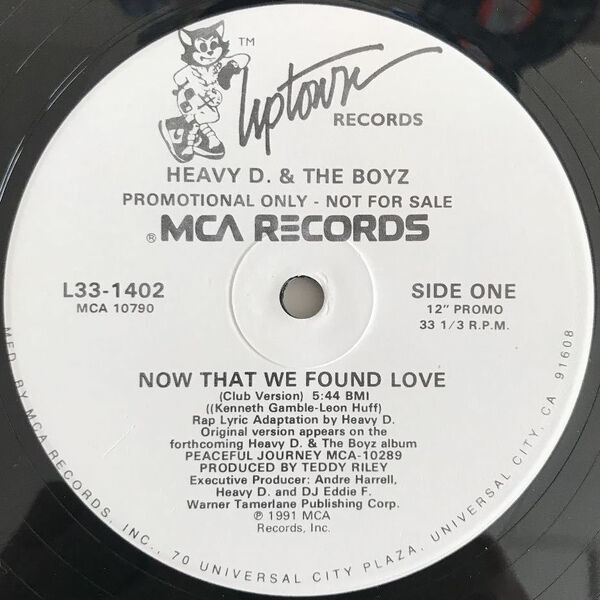 TM
Uptown
RECORDS
HEAVY D. & THE BOYZ
PROMOTIONAL ONLY - NOT FOR SALE
® MCA RECORDS
L33-1402
MCA 10790
SIDE ONE
12" PROMO
33 1/3 R.P.M.
NOW THAT WE FOUND LOVE
(Club Version) 5:44 BMI
((Kenneth Gamble-Leon Huff)
Rap Lyric Adaptation by Heavy D.
Original version appears on the
forthcoming Heavy D. & The Boyz album
PEACEFUL JOURNEY MCA-10289
PRODUCED BY TEDDY RILEY
Executive Producer: Andre Harrell,
Heavy D. and DJ Eddie F.
Warner Tamerlane Publishing Corp.
℗ 1991 MCA
Records, Inc.
MFD. BY MCA RECORDS, INC., 70 UNIVERSAL CITY PLAZA, UNIVERSAL CITY, CA. 91608